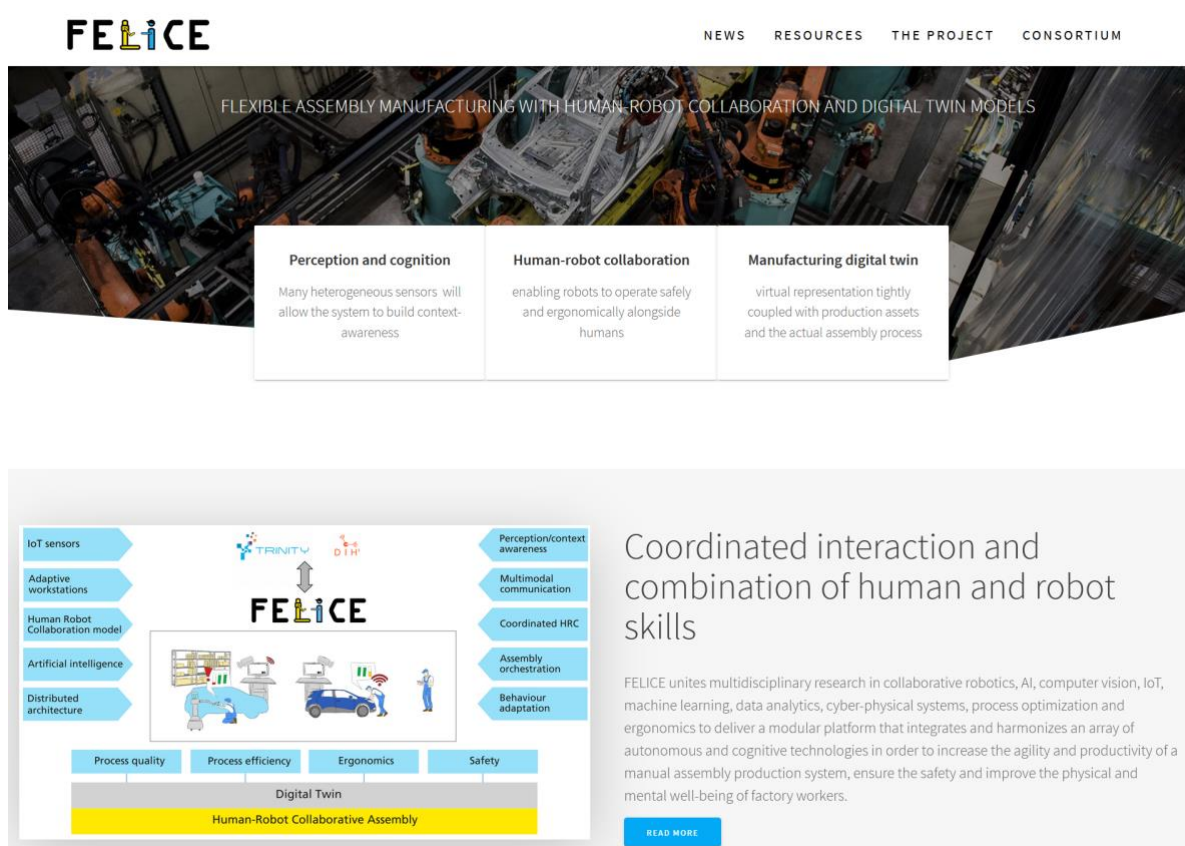 FELiCE
NEWS RESOURCES THE PROJECT CONSORTIUM
FLEXIBLE ASSEMBLY MANUFACTURING WITH HUMAN-ROBOT COLLABORATION AND DIGITAL TWIN MODELS
Perception and cognition
Many heterogeneous sensors will
allow the system to build context-
awareness
Human-robot collaboration
enabling robots to operate safely
and ergonomically alongside
humans
Manufacturing digital twin
virtual representation tightly
coupled with production assets
and the actual assembly process
IoT sensors
Adaptive
workstations
Human Robot
Collaboration model
Artificial intelligence
Distributed
architecture
TRINITY
DIH²
FELiCE
Perception/context
awareness
Multimodal
communication
Coordinated HRC
Assembly
orchestration
Behaviour
adaptation
Process quality
Process efficiency
Ergonomics
Safety
Digital Twin
Human-Robot Collaborative Assembly
Coordinated interaction and
combination of human and robot
skills
FELICE unites multidisciplinary research in collaborative robotics, AI, computer vision, IoT,
machine learning, data analytics, cyber-physical systems, process optimization and
ergonomics to deliver a modular platform that integrates and harmonizes an array of
autonomous and cognitive technologies in order to increase the agility and productivity of a
manual assembly production system, ensure the safety and improve the physical and
mental well-being of factory workers.
READ MORE